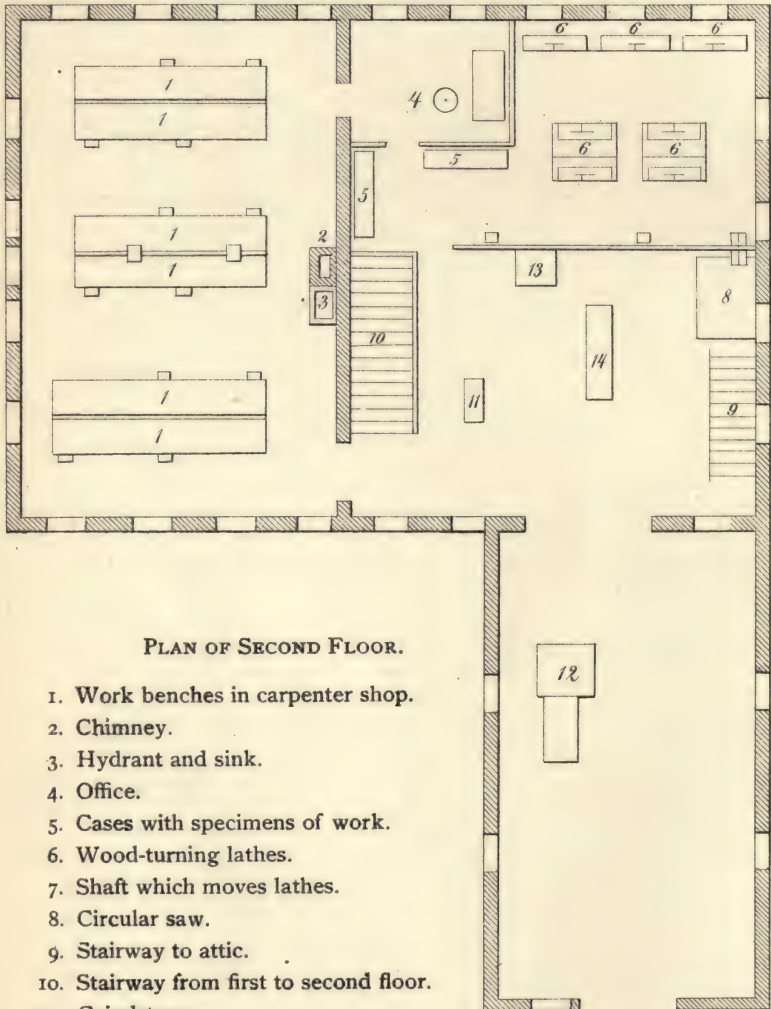 6 6 6
1
4
1
6 6
5
5
1
2
1
13
3
8
10
14
1
11
9
1
PLAN OF SECOND FLOOR.
12
1. Work benches in carpenter shop.
2. Chimney.
3. Hydrant and sink.
4. Office.
5. Cases with specimens of work.
6. Wood-turning lathes.
7. Shaft which moves lathes.
8. Circular saw.
9. Stairway to attic.
10. Stairway from first to second floor.